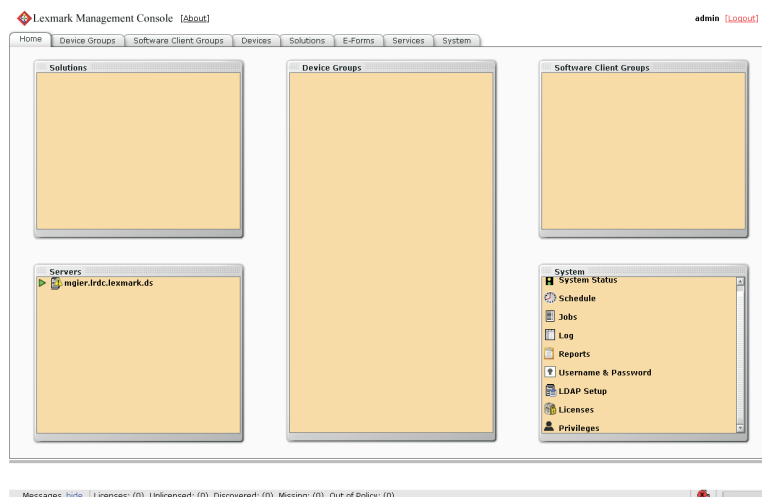 Lexmark Management Console [About]
admin [Logout]
Home Device Groups Software Client Groups Devices Solutions E-Forms Services System
Solutions
Device Groups
Software Client Groups
Servers
mgier.lrdc.lexmark.ds
System
System Status
Schedule
Jobs
Log
Reports
Username & Password
LDAP Setup
Licenses
Privileges
Messages hide Licenses: (0) Unlicensed: (0) Discovered: (0) Missing: (0) Out of Policy: (0)